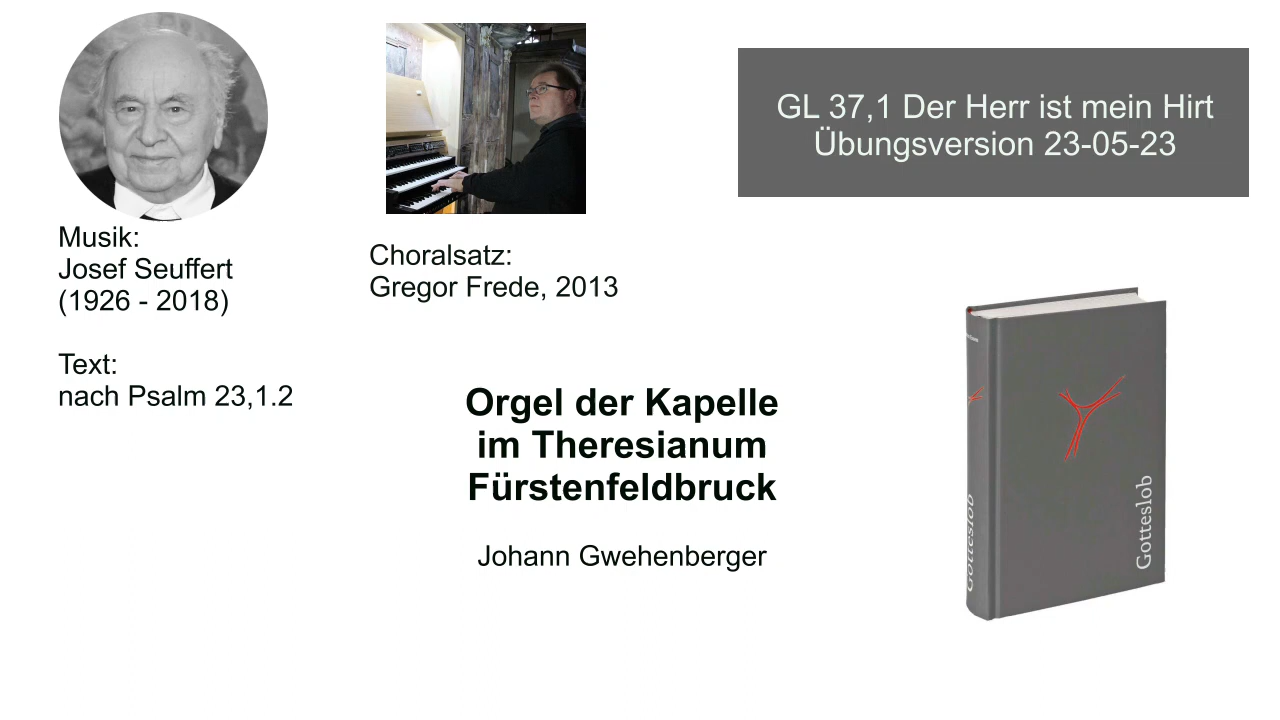 Musik:
Josef Seuffert
(1926 - 2018)
Text:
nach Psalm 23,1.2
Choralsatz:
Gregor Frede, 2013
GL 37,1 Der Herr ist mein Hirt
Übungsversion 23-05-23
Orgel der Kapelle
im Theresianum
Fürstenfeldbruck
Johann Gwehenberger
Gotteslob
Gotteslob